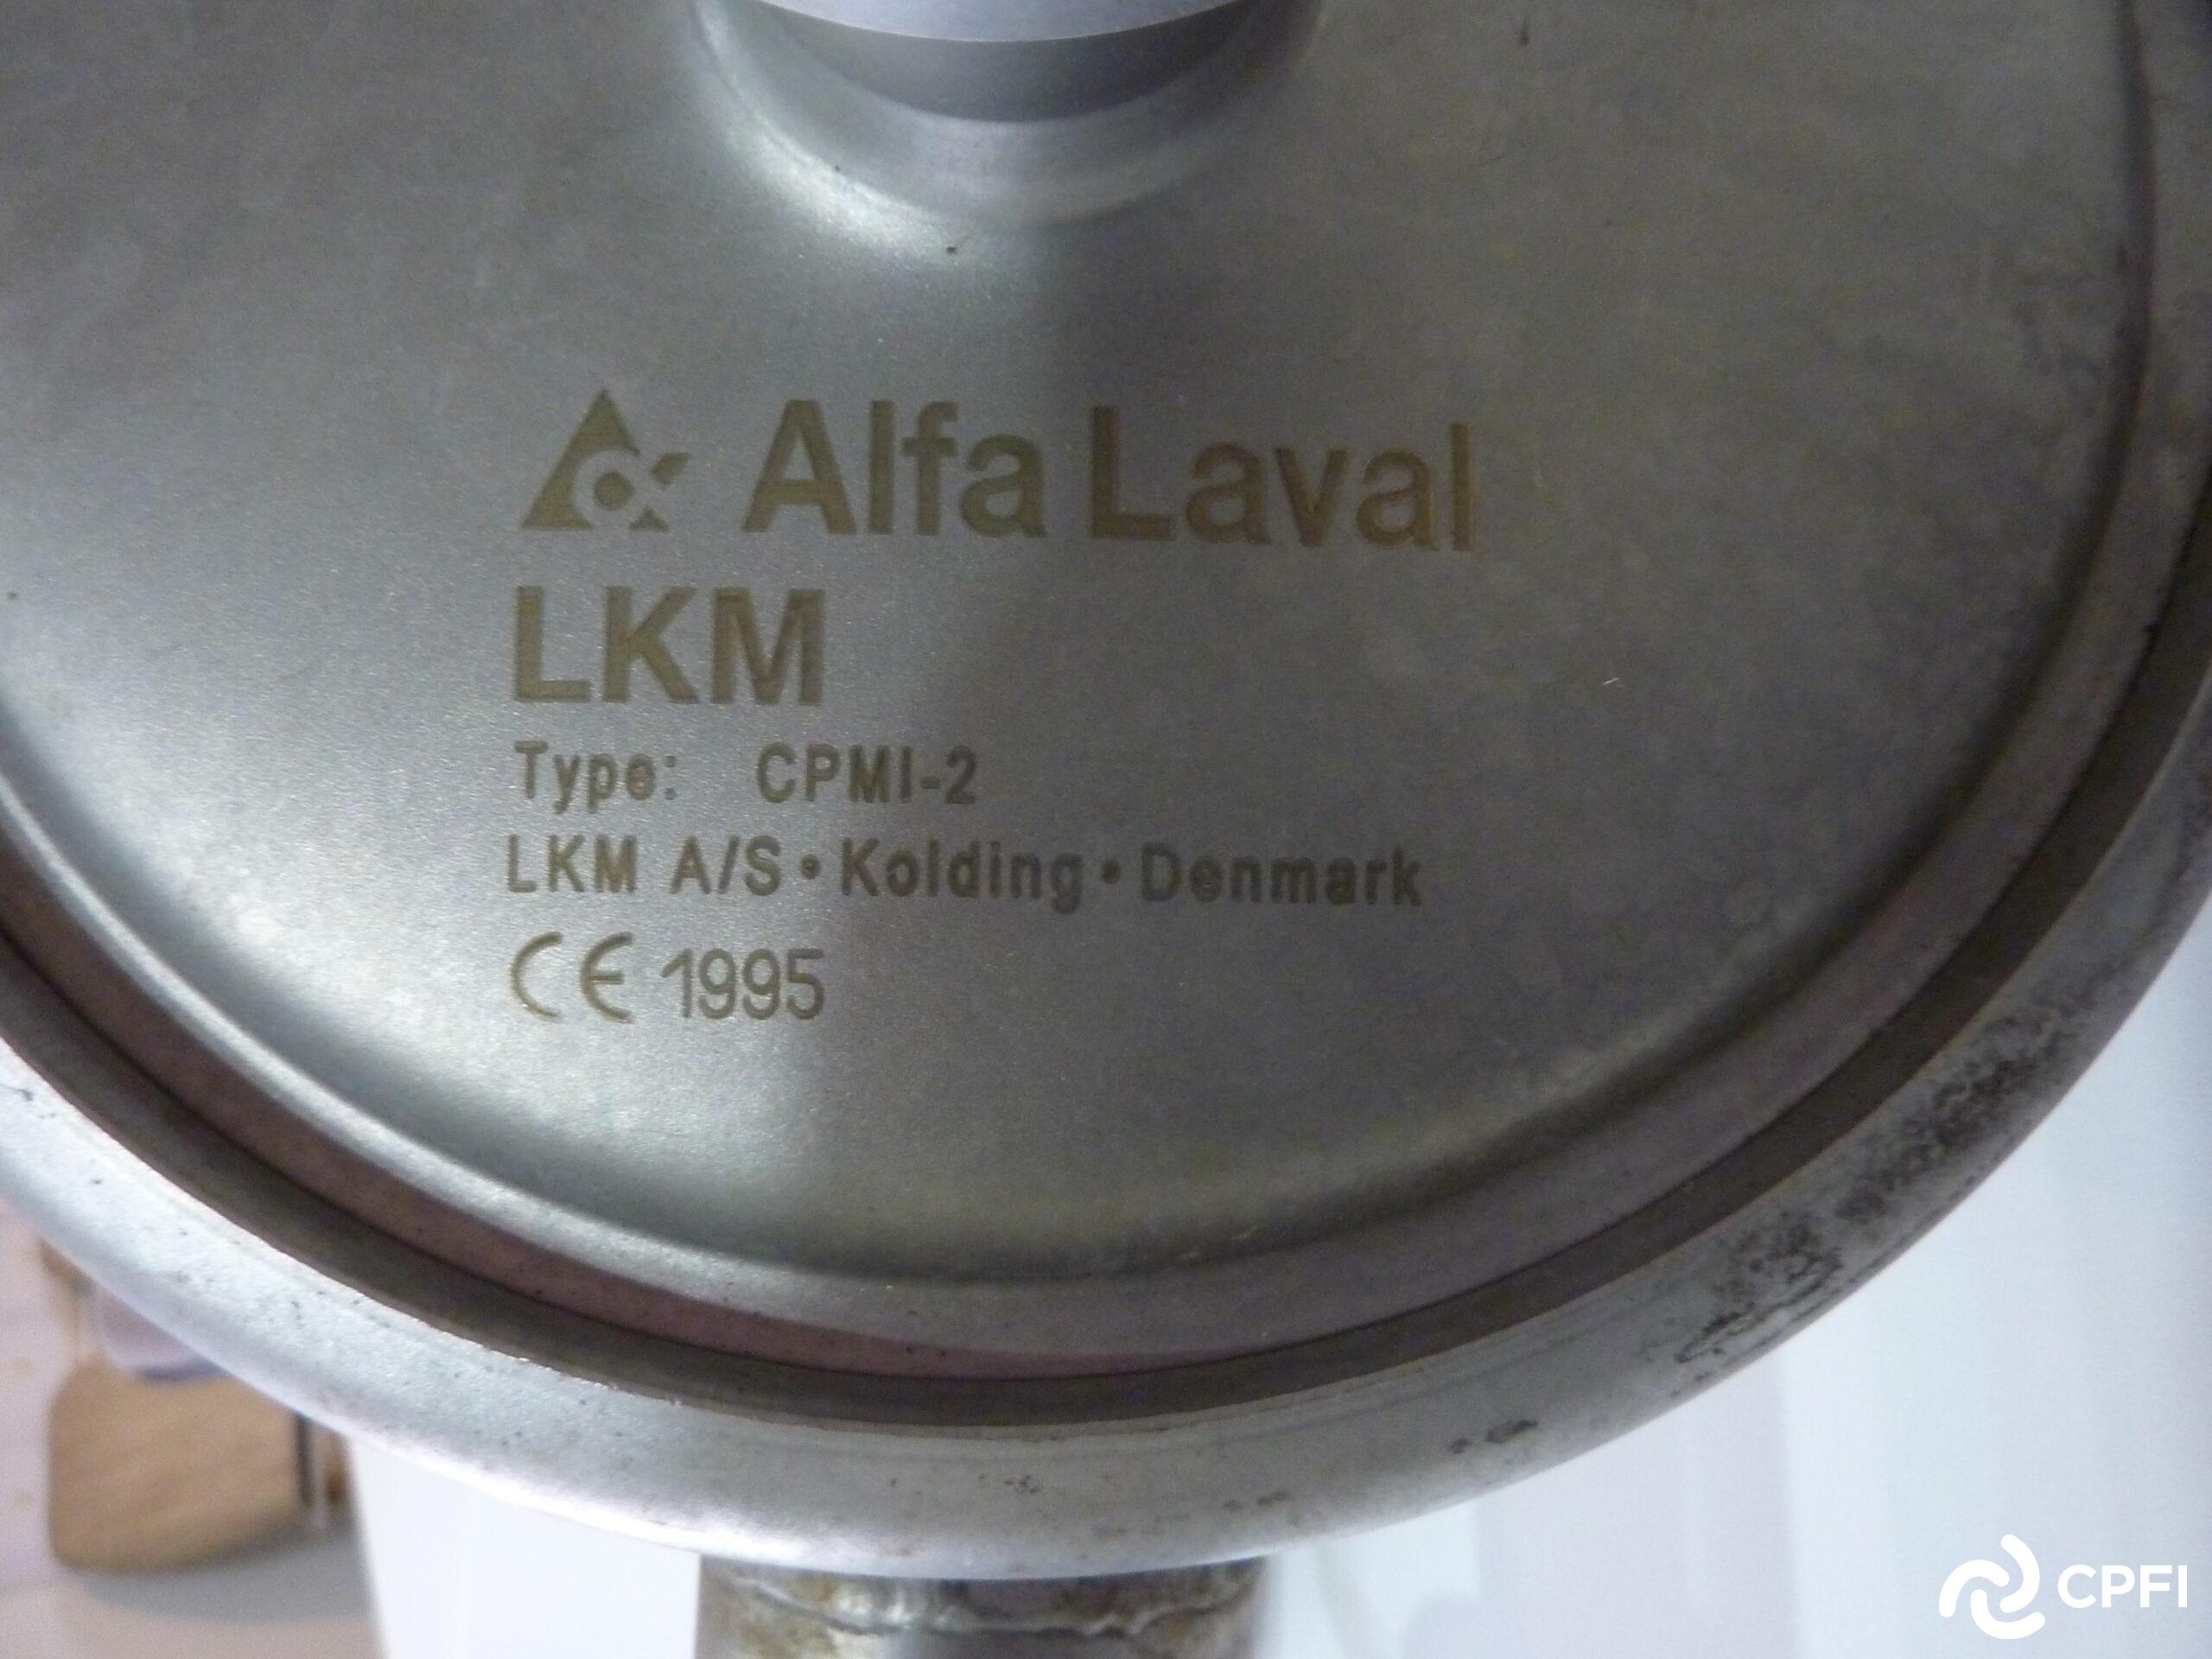 Alfa Laval
LKM
Type: CPMI-2
LKM A/S • Kolding • Denmark
CE 1995
CPFI